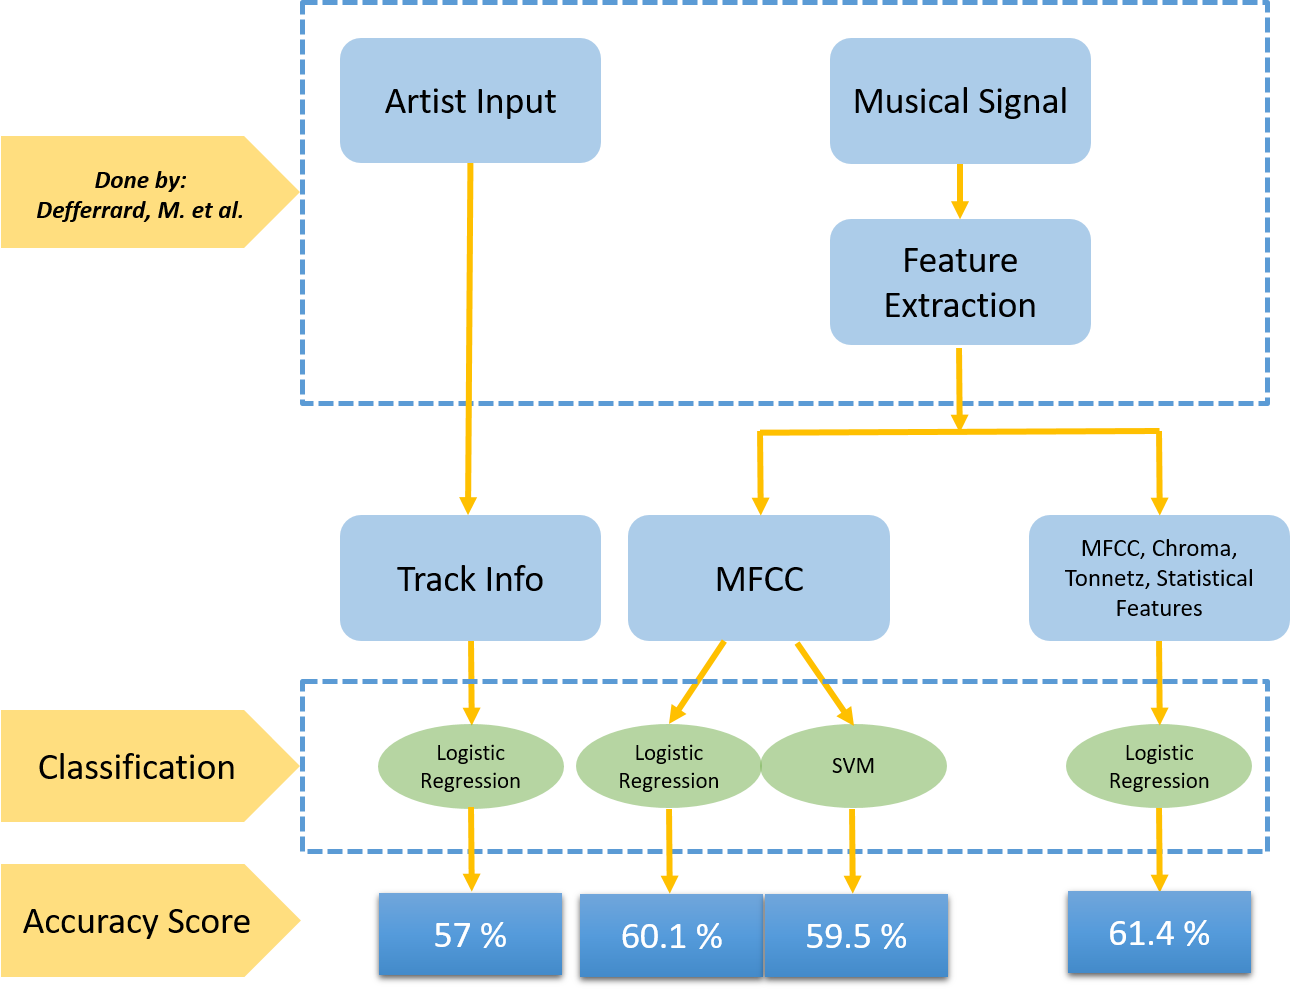 Artist Input
Musical Signal
Done by:
Defferrard, M. et al.
Feature
Extraction
Track Info
MFCC
MFCC, Chroma,
Tonnetz, Statistical
Features
Classification
Logistic
Regression
Logistic
Regression
SVM
Logistic
Regression
Accuracy Score
57 %
60.1 %
59.5 %
61.4 %